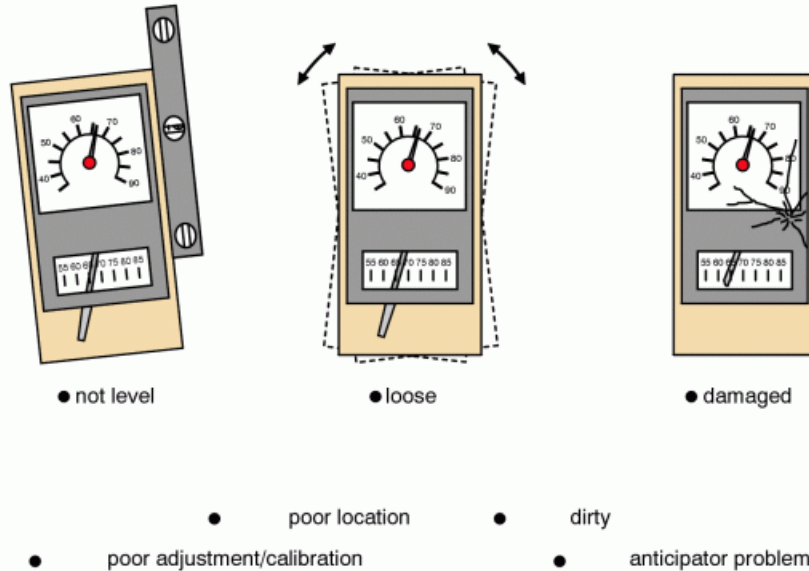 60 70
50 80
40 90
55 60 65 70 75 80 85
60 70
50 80
40 90
55 60 65 70 75 80 85
60 70
50 80
40 90
55 60 65 70 75 80 85
● not level
● loose
● damaged
● poor location ● dirty
● poor adjustment/calibration ● anticipator problem